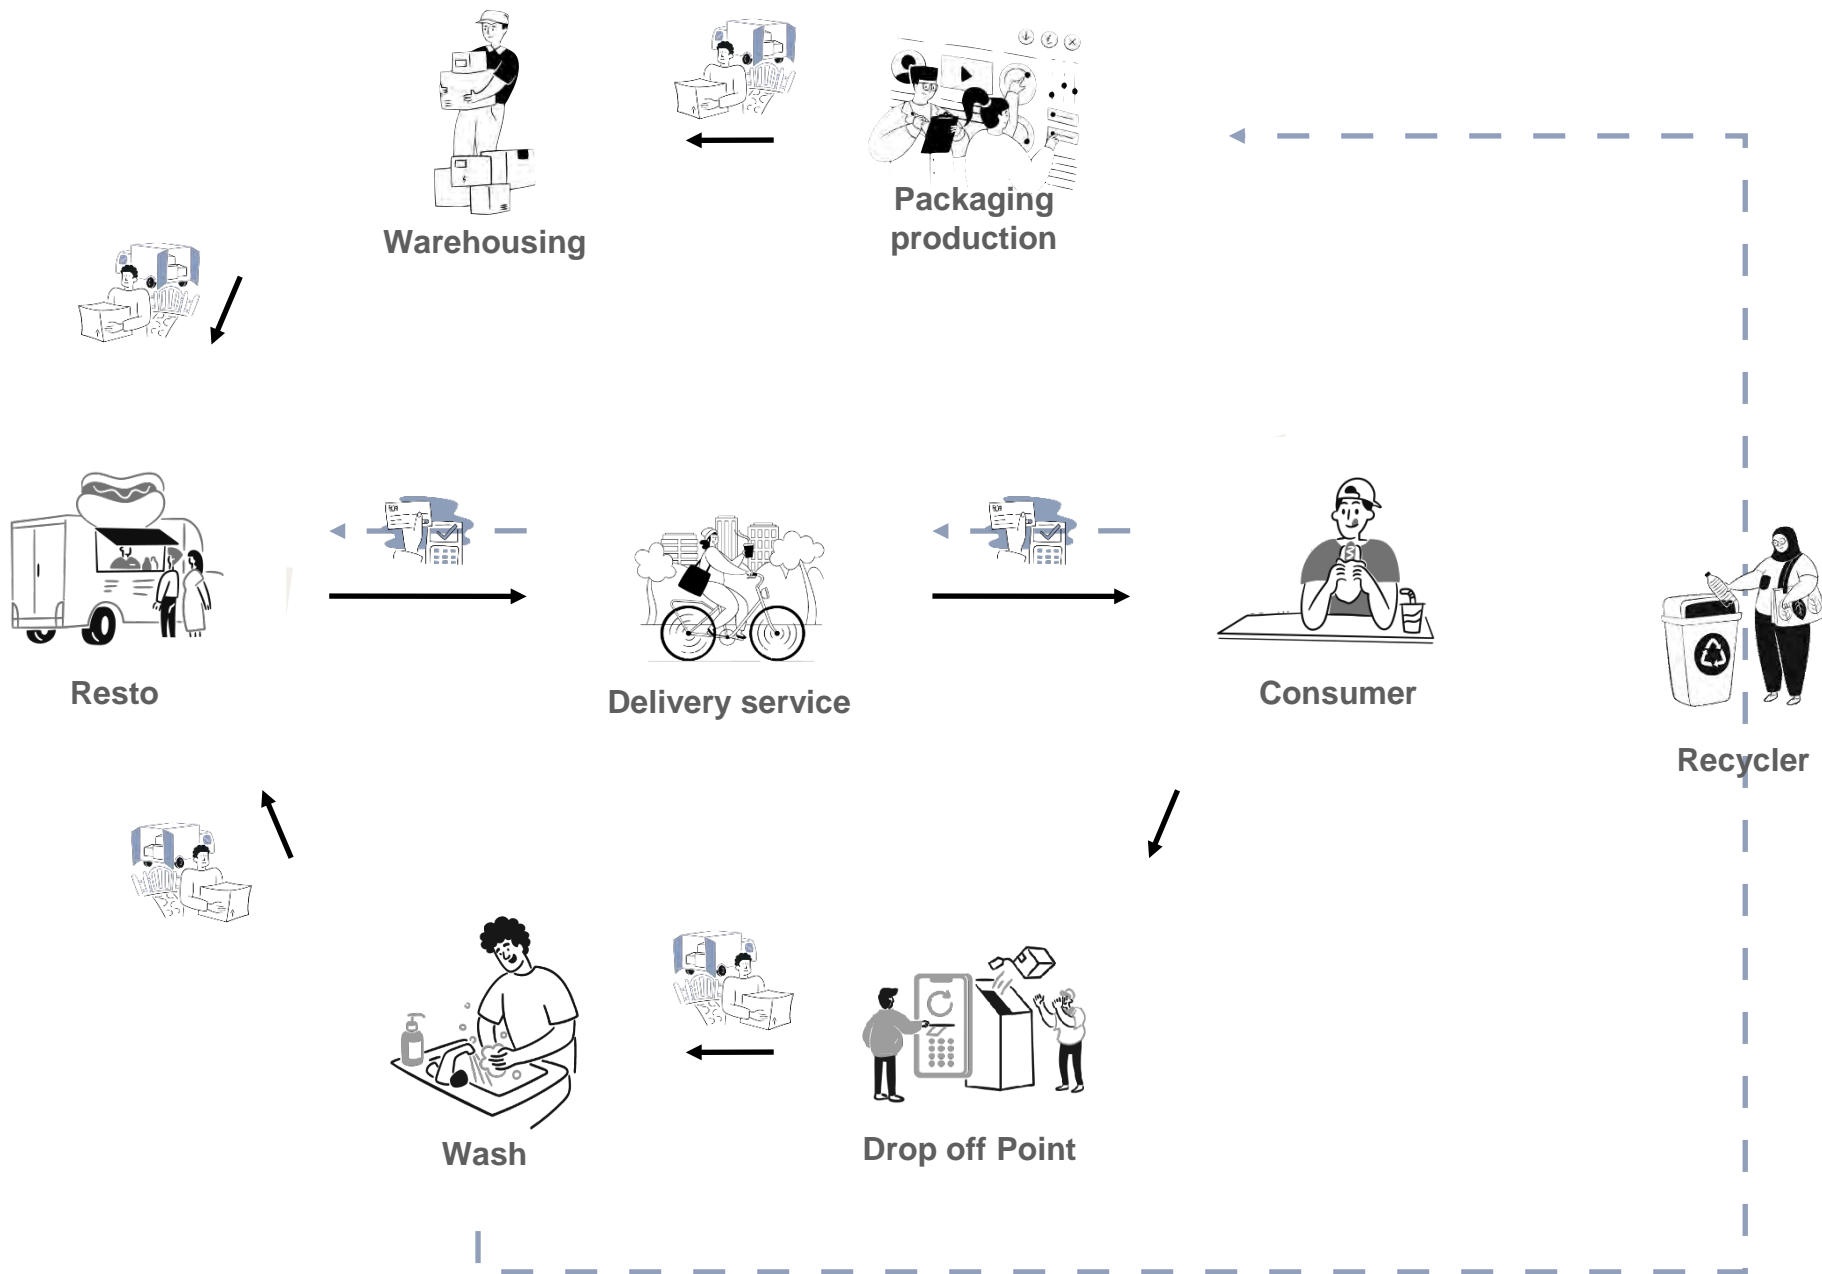 Packaging
production
Warehousing
Resto
Delivery service
Consumer
Recycler
Wash
Drop off Point